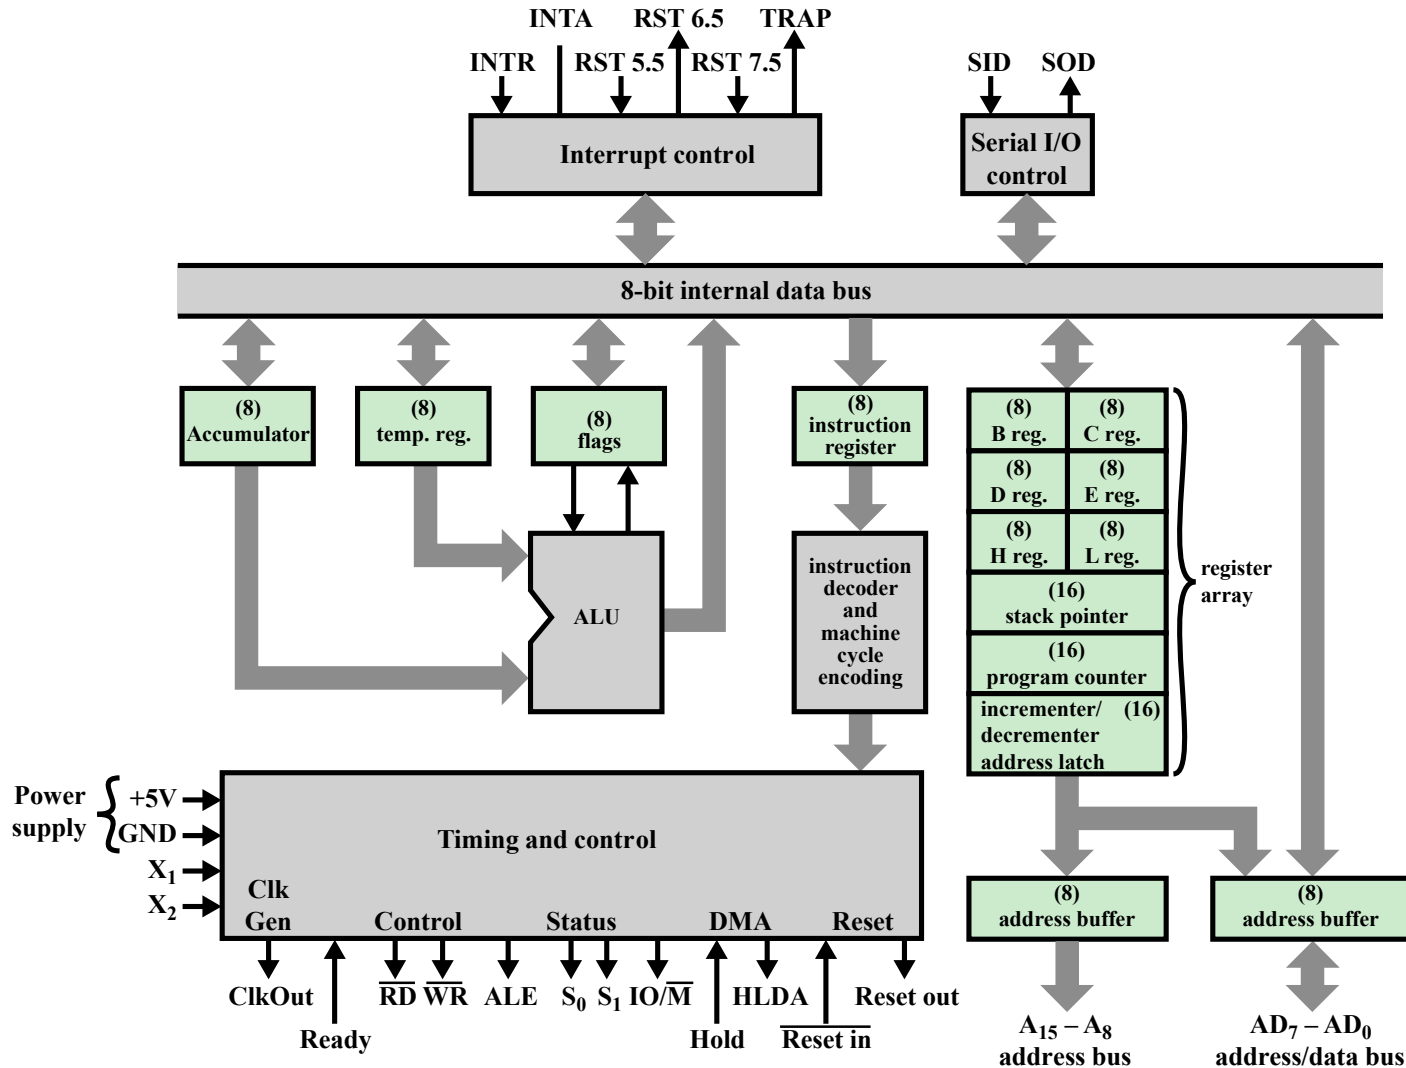 INTA RST 6.5 TRAP
INTR RST 5.5 RST 7.5 SID SOD
Interrupt control
Serial I/O
control
8-bit internal data bus
(8)
Accumulator
(8)
temp. reg.
(8)
flags
(8)
instruction
register
(8)
B reg.
(8)
C reg.
(8)
D reg.
(8)
E reg.
(8)
H reg.
(8)
L reg.
(16)
stack pointer
(16)
program counter
incrementer/ (16)
decrementer
address latch
register
array
ALU
instruction
decoder
and
machine
cycle
encoding
Power
supply
+5V
GND
X₁
X₂
Timing and control
Clk
Gen Control Status DMA Reset
ClkOut R̅D̅ W̅R̅ ALE S₀ S₁ IO/M̅ HLDA Reset out
Ready Hold R̅e̅s̅e̅t̅ ̅i̅n̅
(8)
address buffer
(8)
address buffer
A₁₅ – A₈
address bus
AD₇ – AD₀
address/data bus